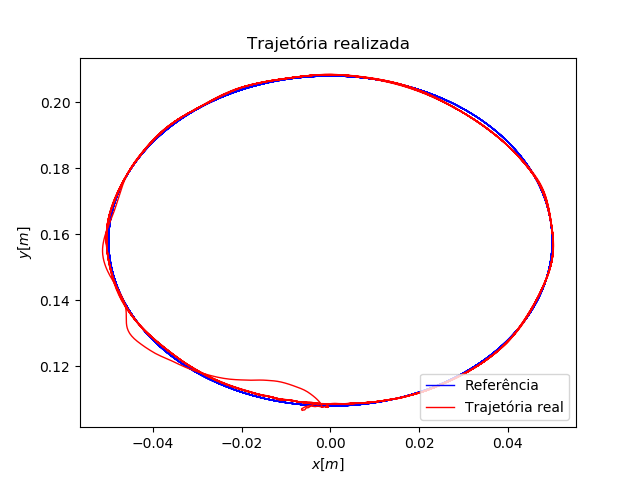 Trajetória realizada
0.20
0.18
0.16
0.14
0.12
y[m]
−0.04 −0.02 0.00 0.02 0.04
x[m]
Referência
Trajetória real